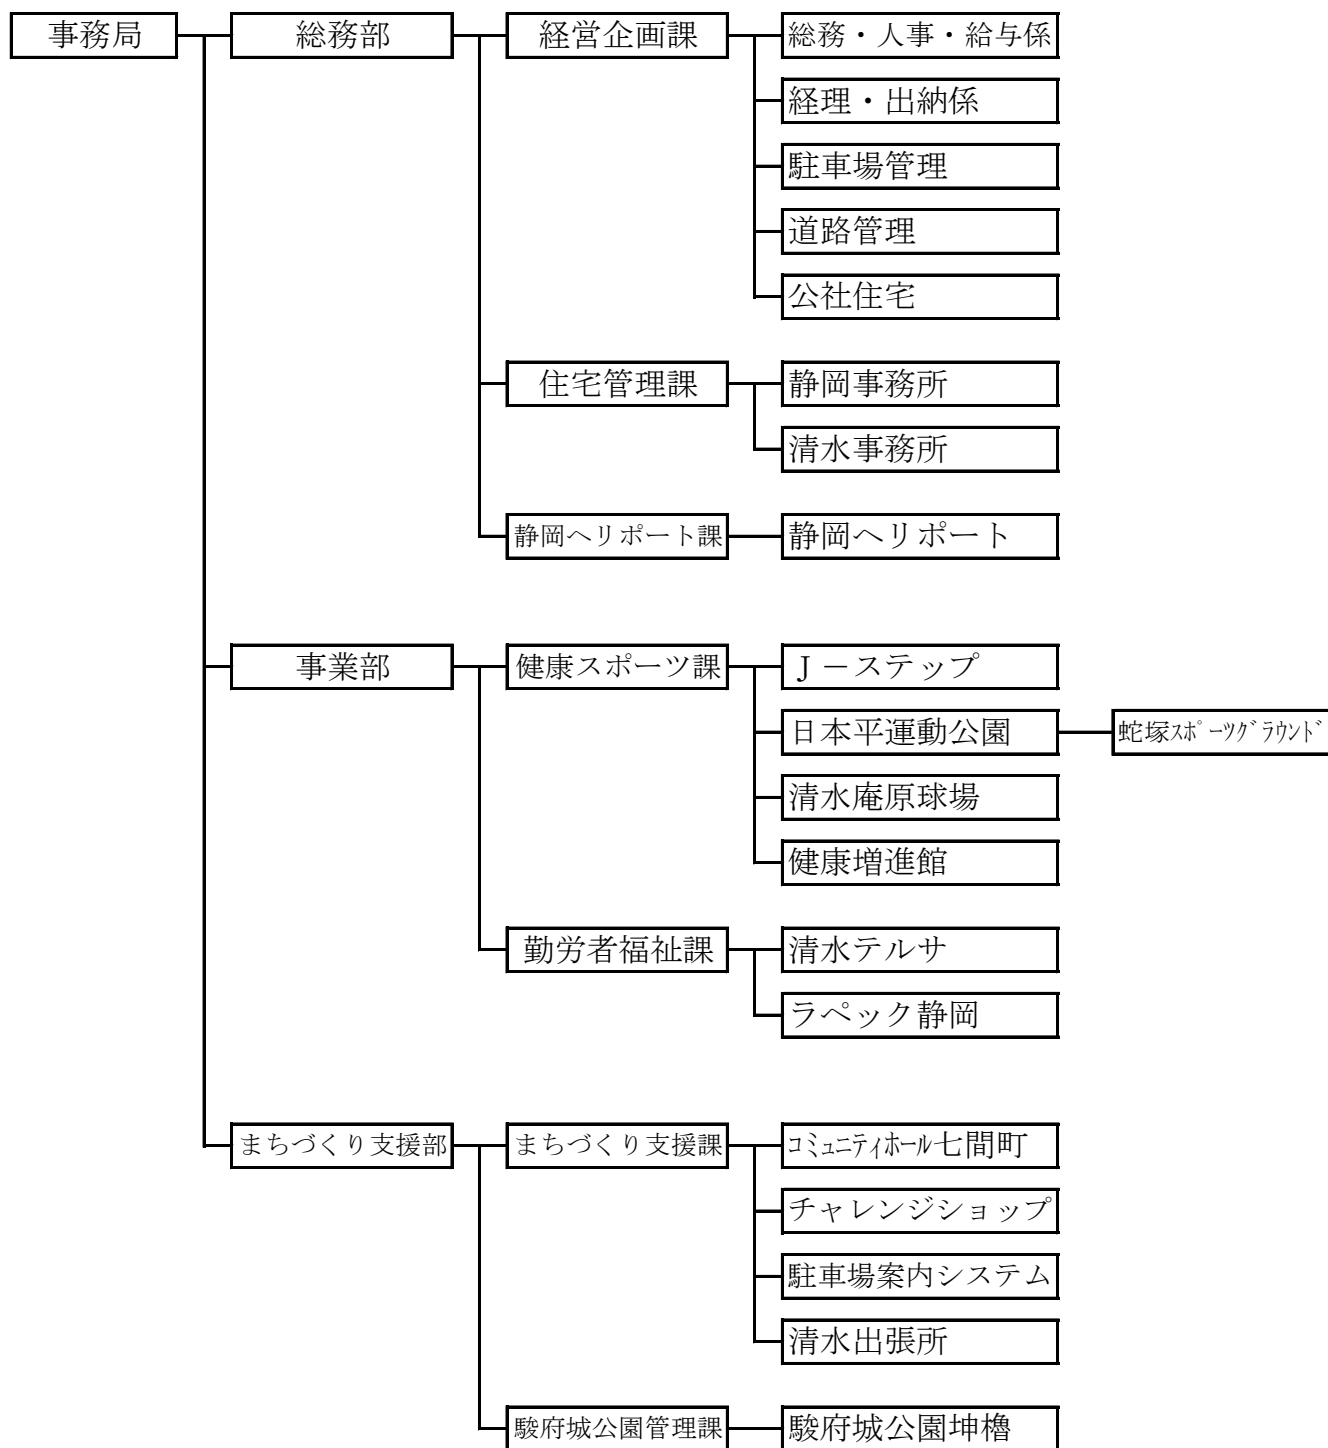 事務局
総務部
経営企画課
総務・人事・給与係
経理・出納係
駐車場管理
道路管理
公社住宅
住宅管理課
静岡事務所
清水事務所
静岡ヘリポート課
静岡ヘリポート
事業部
健康スポーツ課
J－ステップ
日本平運動公園
蛇塚ｽﾎﾟｰﾂｸﾞﾗｳﾝﾄﾞ
清水庵原球場
健康増進館
勤労者福祉課
清水テルサ
ラペック静岡
まちづくり支援部
まちづくり支援課
ｺﾐｭﾆﾃｨﾎｰﾙ七間町
チャレンジショップ
駐車場案内システム
清水出張所
駿府城公園管理課
駿府城公園坤櫓